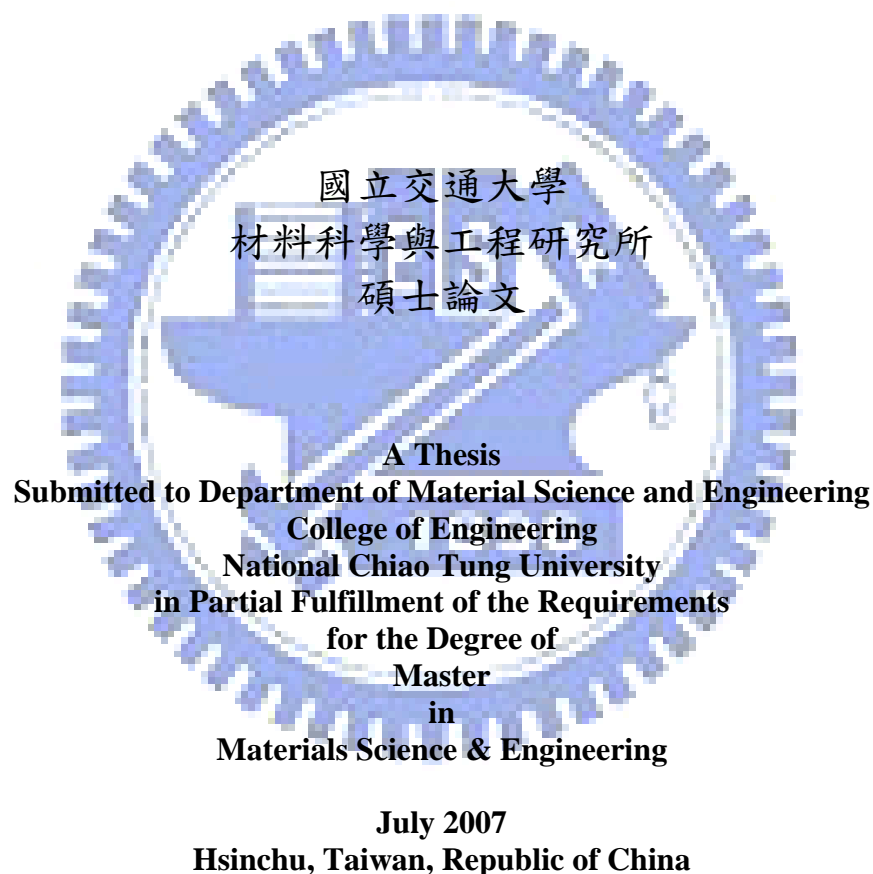 國立交通大學
材料科學與工程研究所
碩士論文
A Thesis
Submitted to Department of Material Science and Engineering
College of Engineering
National Chiao Tung University
in Partial Fulfillment of the Requirements
for the Degree of
Master
in
Materials Science & Engineering
July 2007
Hsinchu, Taiwan, Republic of China